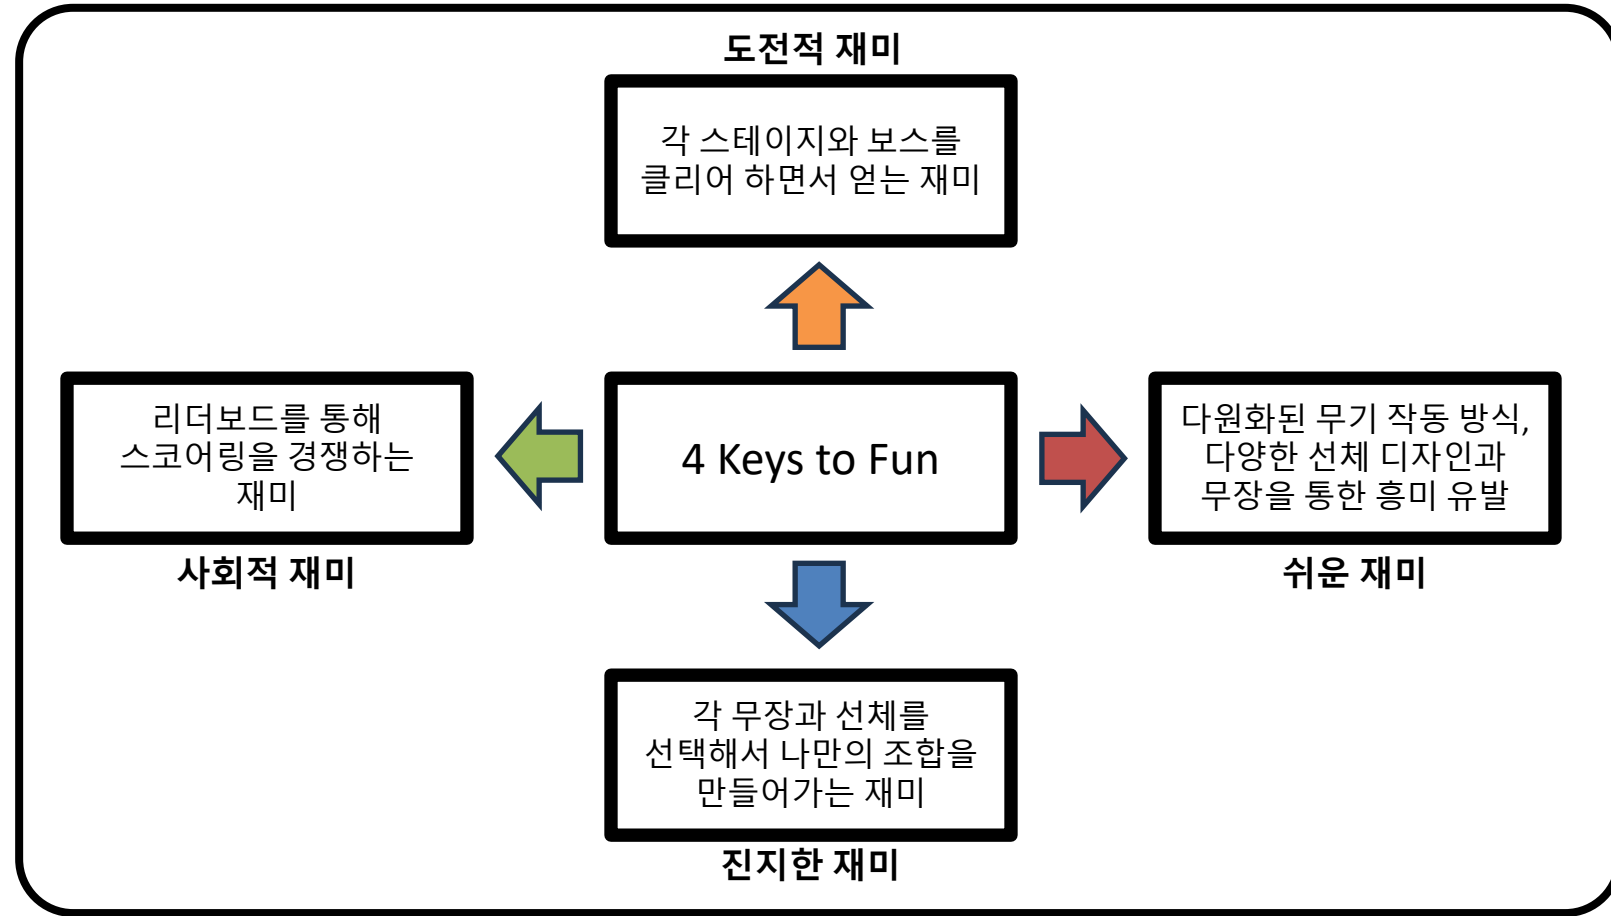 도전적 재미
각 스테이지와 보스를
클리어 하면서 얻는 재미
리더보드를 통해
스코어링을 경쟁하는
재미
사회적 재미
4 Keys to Fun
다원화된 무기 작동 방식,
다양한 선체 디자인과
무장을 통한 흥미 유발
쉬운 재미
각 무장과 선체를
선택해서 나만의 조합을
만들어가는 재미
진지한 재미